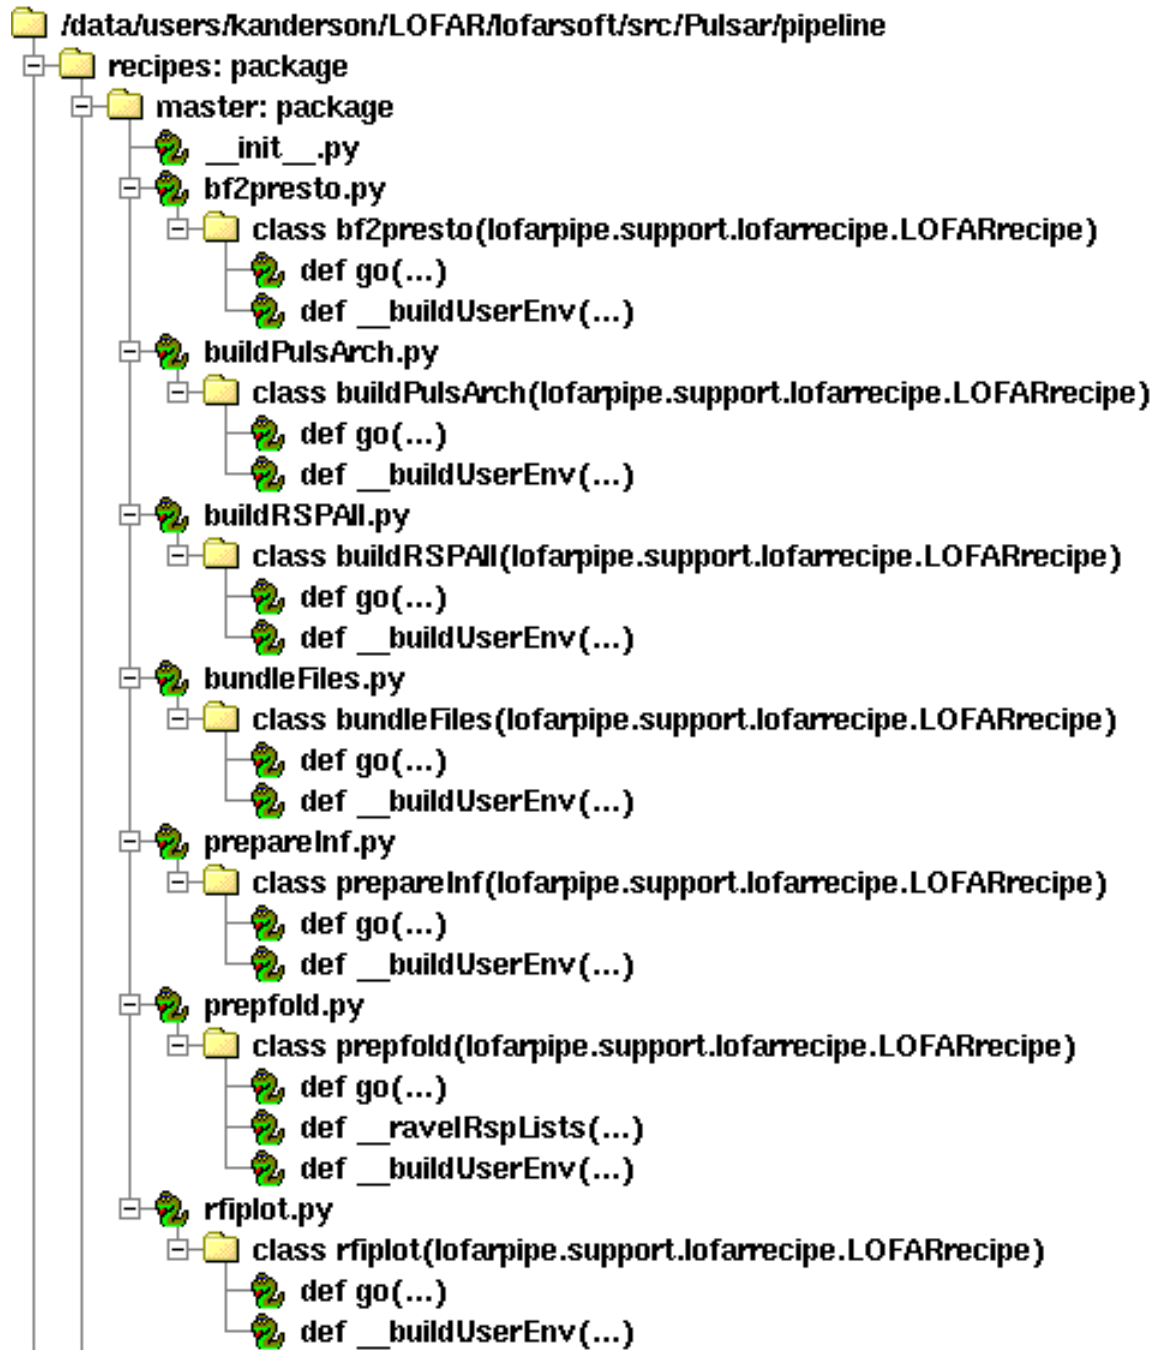 /data/users/kanderson/LOFAR/lofarsoft/src/Pulsar/pipeline
recipes: package
master: package
__init__.py
bf2presto.py
class bf2presto(lofarpipe.support.lofarrecipe.LOFARrecipe)
def go(...)
def __buildUserEnv(...)
buildPulsArch.py
class buildPulsArch(lofarpipe.support.lofarrecipe.LOFARrecipe)
def go(...)
def __buildUserEnv(...)
buildRSPAll.py
class buildRSPAll(lofarpipe.support.lofarrecipe.LOFARrecipe)
def go(...)
def __buildUserEnv(...)
bundleFiles.py
class bundleFiles(lofarpipe.support.lofarrecipe.LOFARrecipe)
def go(...)
def __buildUserEnv(...)
prepareInf.py
class prepareInf(lofarpipe.support.lofarrecipe.LOFARrecipe)
def go(...)
def __buildUserEnv(...)
prepfold.py
class prepfold(lofarpipe.support.lofarrecipe.LOFARrecipe)
def go(...)
def __ravelRspLists(...)
def __buildUserEnv(...)
rfiplot.py
class rfiplot(lofarpipe.support.lofarrecipe.LOFARrecipe)
def go(...)
def __buildUserEnv(...)